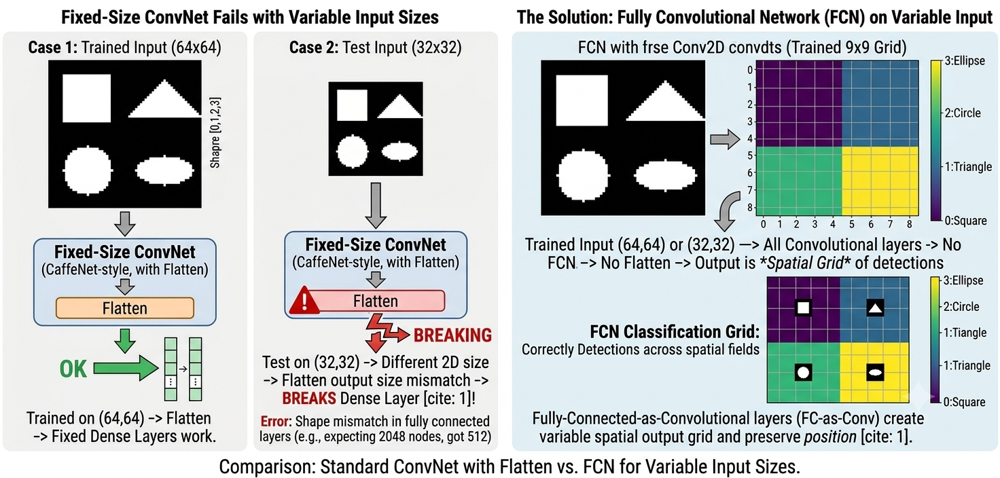 Fixed-Size ConvNet Fails with Variable Input Sizes
Case 1: Trained Input (64x64)
Shapre [0,1,2,3]
Fixed-Size ConvNet
(CaffeNet-style, with Flatten)
Flatten
OK
Trained on (64,64) –> Flatten
–> Fixed Dense Layers work.
Case 2: Test Input (32x32)
Fixed-Size ConvNet
(CaffeNet-style, with Flatten)
!
Flatten
BREAKING
Test on (32,32) –> Different 2D size
–> Flatten output size mismatch –>
BREAKS Dense Layer [cite: 1]!
Error: Shape mismatch in fully connected
layers (e.g., expecting 2048 nodes, got 512)
The Solution: Fully Convolutional Network (FCN) on Variable Input
FCN with frse Conv2D convdts (Trained 9x9 Grid)
0
1
2
3
4
5
6
7
8
0 1 2 3 4 5 6 7 8
3:Ellipse
2:Circle
1:Triangle
0:Square
Trained Input (64,64) or (32,32) —> All Convolutional layers -> No
FCN –> No Flatten –> Output is *Spatial Grid* of detections
FCN Classification Grid:
Correctly Detections across spatial fields
3:Ellipse
2:Circle
1:Tiangle
1:Triangle
0:Square
Fully-Connected-as-Convolutional layers (FC-as-Conv) create
variable spatial output grid and preserve position [cite: 1].
Comparison: Standard ConvNet with Flatten vs. FCN for Variable Input Sizes.